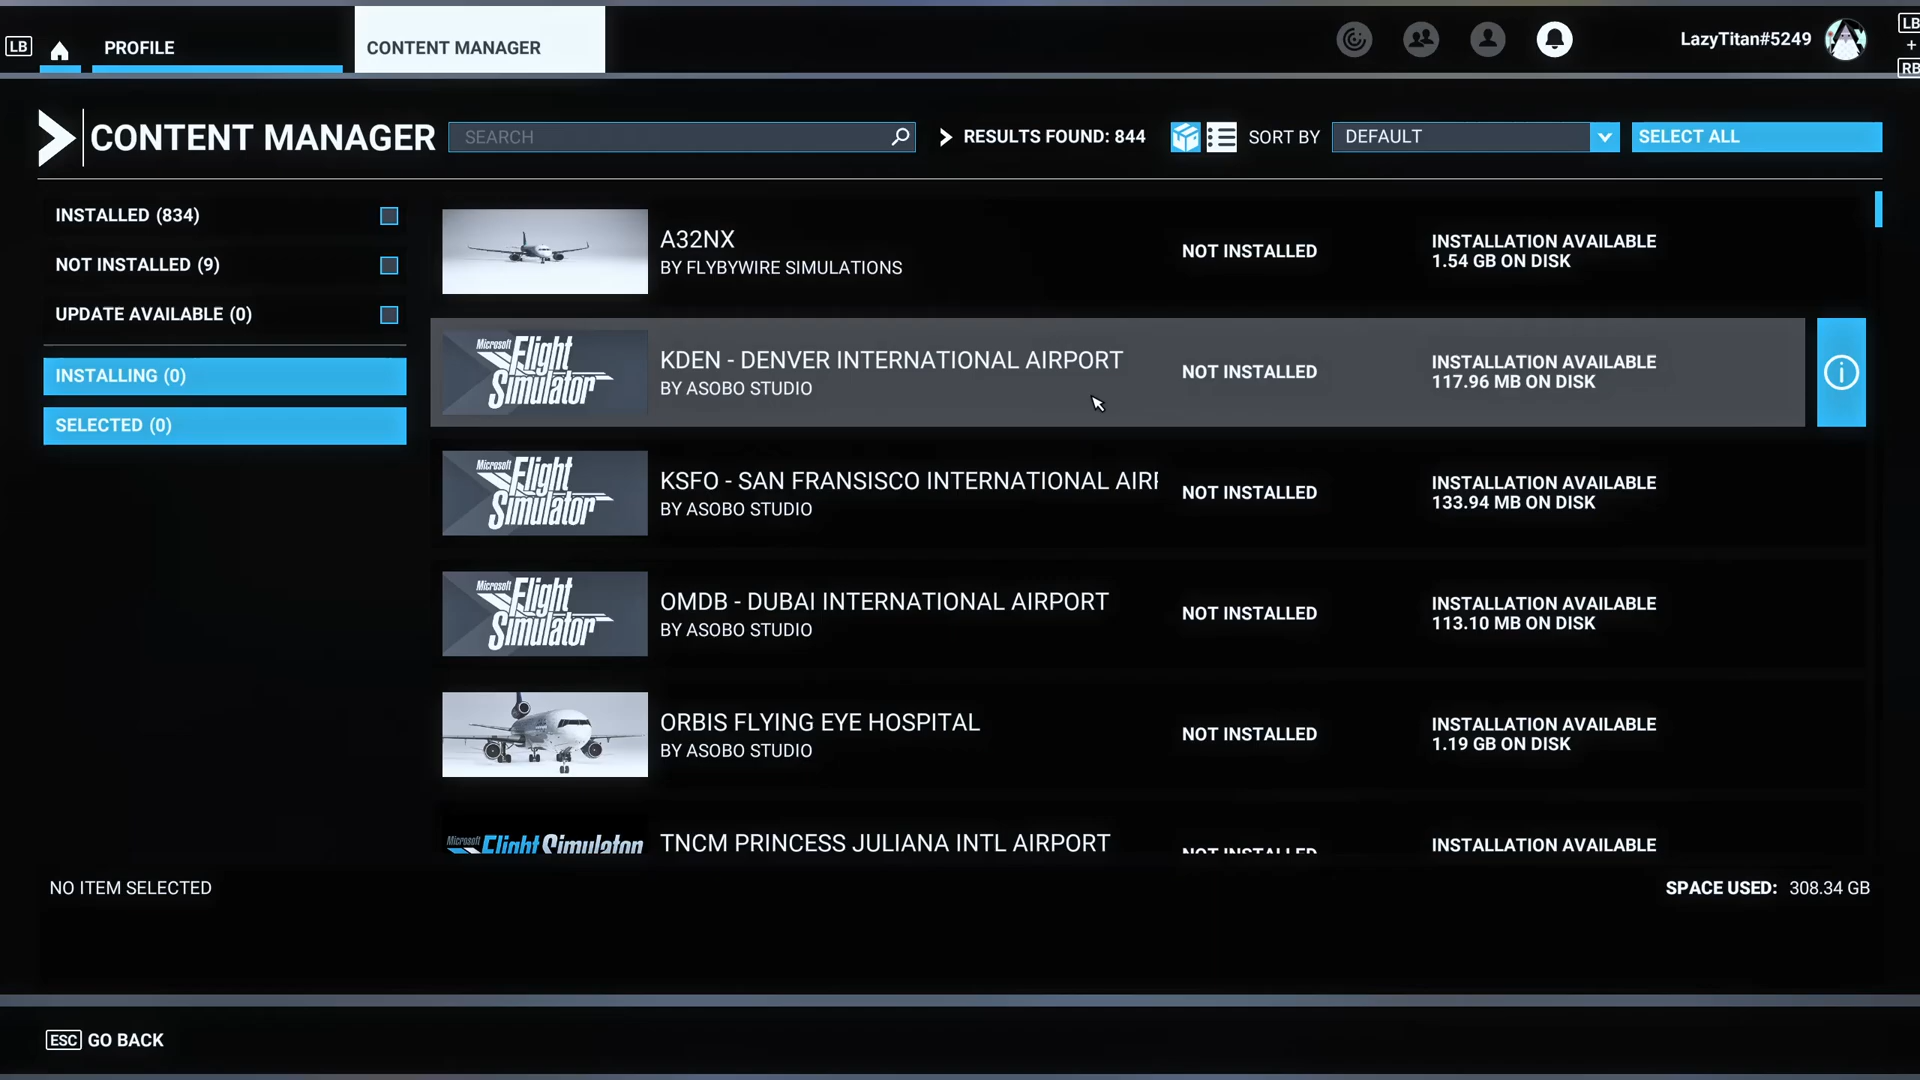 LB
PROFILE
CONTENT MANAGER
LazyTitan#5249
LB
+
RB
CONTENT MANAGER
SEARCH
RESULTS FOUND: 844
SORT BY
DEFAULT
SELECT ALL
INSTALLED (834)
NOT INSTALLED (9)
UPDATE AVAILABLE (0)
INSTALLING (0)
SELECTED (0)
A32NX
BY FLYBYWIRE SIMULATIONS
NOT INSTALLED
INSTALLATION AVAILABLE
1.54 GB ON DISK
Microsoft
Flight
Simulator
KDEN - DENVER INTERNATIONAL AIRPORT
BY ASOBO STUDIO
NOT INSTALLED
INSTALLATION AVAILABLE
117.96 MB ON DISK
Microsoft
Flight
Simulator
KSFO - SAN FRANSISCO INTERNATIONAL AIR
BY ASOBO STUDIO
NOT INSTALLED
INSTALLATION AVAILABLE
133.94 MB ON DISK
Microsoft
Flight
Simulator
OMDB - DUBAI INTERNATIONAL AIRPORT
BY ASOBO STUDIO
NOT INSTALLED
INSTALLATION AVAILABLE
113.10 MB ON DISK
ORBIS FLYING EYE HOSPITAL
BY ASOBO STUDIO
NOT INSTALLED
INSTALLATION AVAILABLE
1.19 GB ON DISK
Microsoft Flight Simulator
TNCM PRINCESS JULIANA INTL AIRPORT
NOT INSTALLED
INSTALLATION AVAILABLE
NO ITEM SELECTED
SPACE USED: 308.34 GB
ESC GO BACK